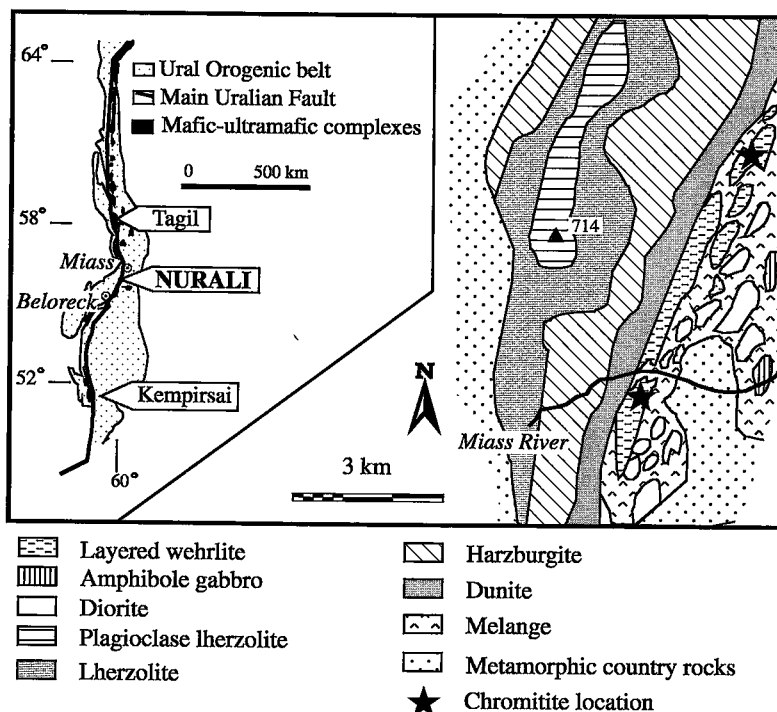 64°
Ural Orogenic belt
Main Uralian Fault
Mafic-ultramafic complexes
0 500 km
58°
Tagil
Miass
NURALI
Beloreck
52°
Kempirsai
60°
N
3 km
714
Miass River
Layered wehrlite
Amphibole gabbro
Diorite
Plagioclase lherzolite
Lherzolite
Harzburgite
Dunite
Melange
Metamorphic country rocks
Chromitite location